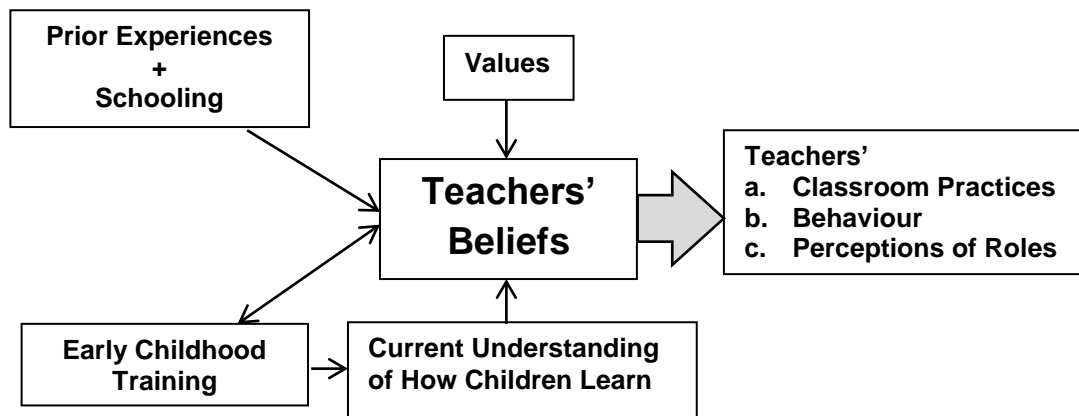 Prior Experiences
+
Schooling
Values
Teachers’
Beliefs
Teachers’
a. Classroom Practices
b. Behaviour
c. Perceptions of Roles
Early Childhood
Training
Current Understanding
of How Children Learn